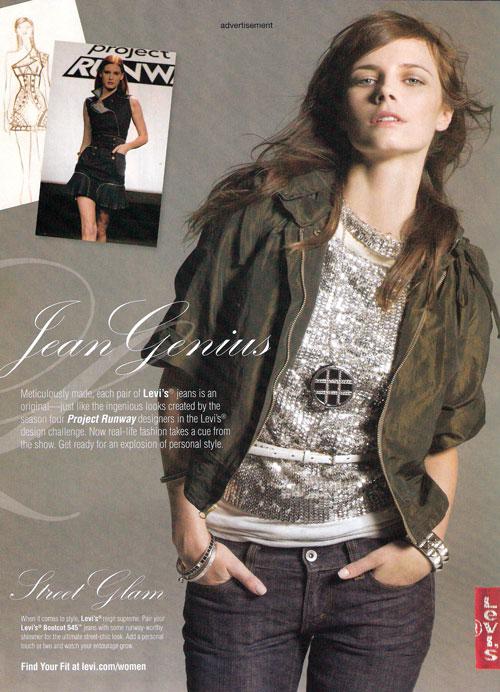 advertisement
project
RUNW
Jean Genius
Meticulously made, each pair of Levi's® jeans is an
original—just like the ingenious looks created by the
season four Project Runway designers in the Levi's®
design challenge. Now real-life fashion takes a cue from
the show. Get ready for an explosion of personal style.
Street Glam
When it comes to style, Levi's® reign supreme. Pair your
Levi's® Bootcut 545™ jeans with some runway-worthy
shimmer for the ultimate street-chic look. Add a personal
touch or two and watch your entourage grow.
Find Your Fit at levi.com/women
LEVI'S
®